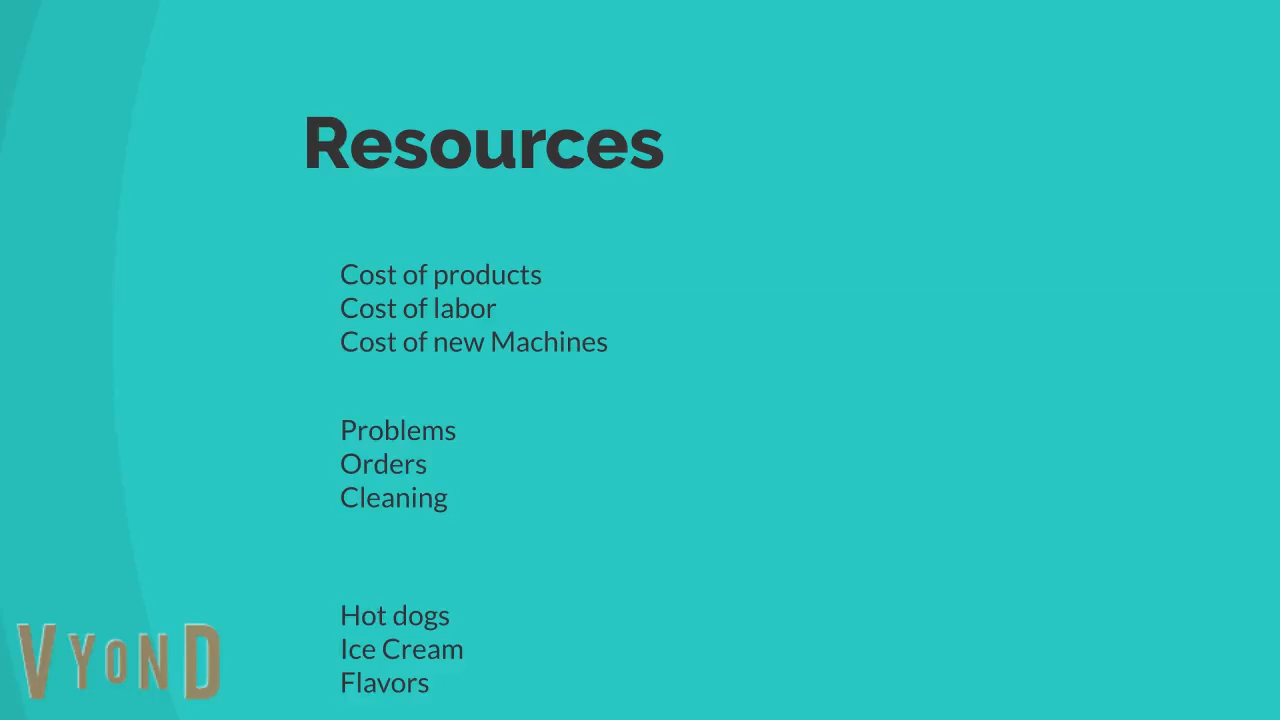 Resources
Cost of products
Cost of labor
Cost of new Machines
Problems
Orders
Cleaning
Hot dogs
Ice Cream
Flavors
VYOND